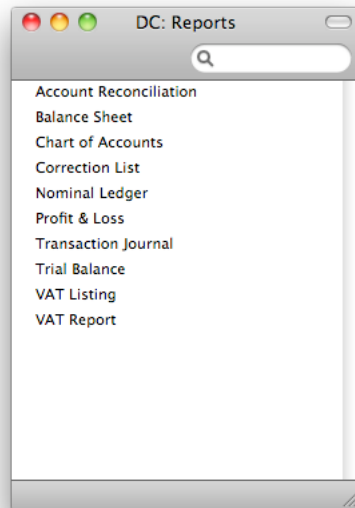 DC: Reports
Account Reconciliation
Balance Sheet
Chart of Accounts
Correction List
Nominal Ledger
Profit & Loss
Transaction Journal
Trial Balance
VAT Listing
VAT Report